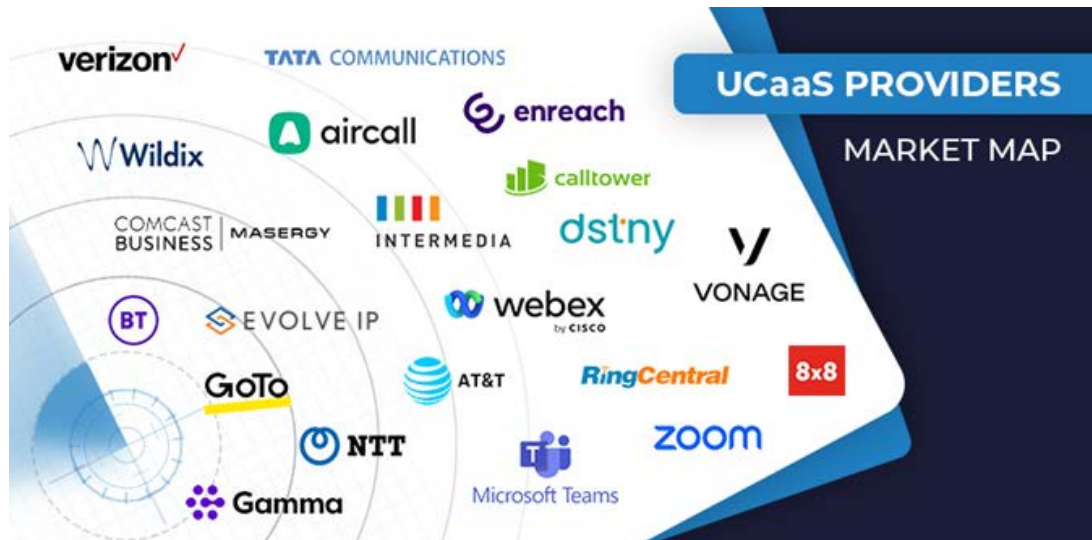 verizon
TATA COMMUNICATIONS
UCaaS PROVIDERS
MARKET MAP
enreach
aircall
Wildix
calltower
COMCAST
BUSINESS
MASERGY
INTERMEDIA
dstny
VONAGE
BT
EVOLVE IP
webex
by CISCO
GoTo
AT&T
RingCentral
8x8
NTT
zoom
T
Microsoft Teams
Gamma